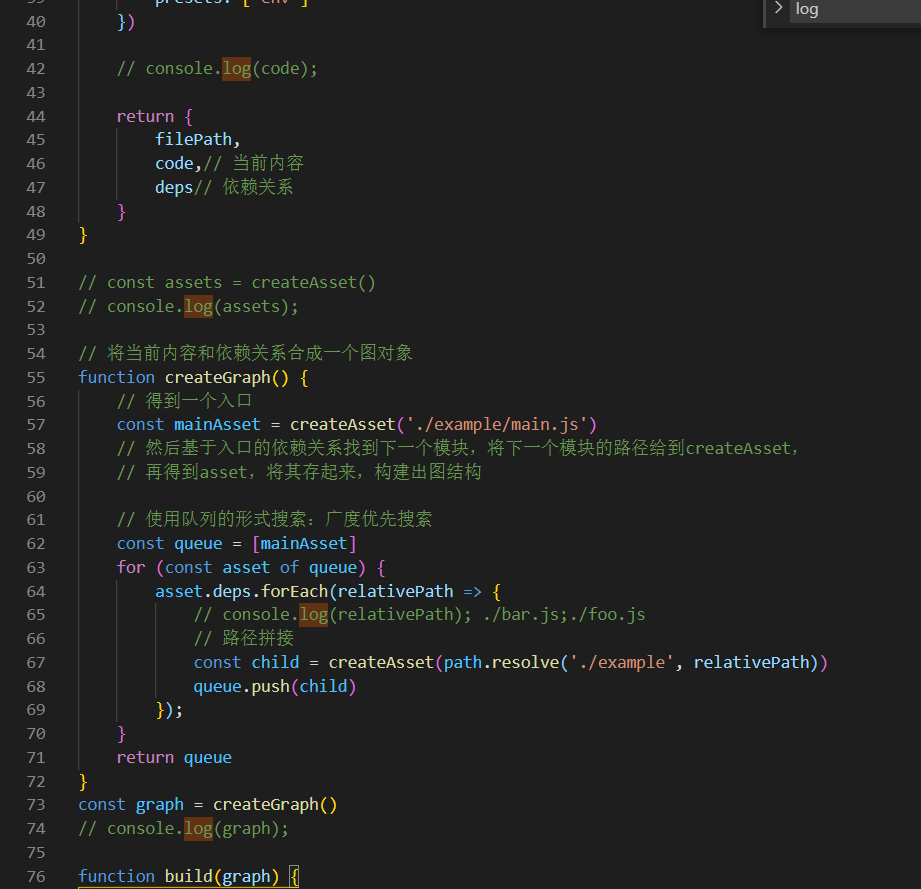 log
39 presets: ['env']
40 })
41
42 // console.log(code);
43
44 return {
45 filePath,
46 code,// 当前内容
47 deps// 依赖关系
48 }
49 }
50
51 // const assets = createAsset()
52 // console.log(assets);
53
54 // 将当前内容和依赖关系合成一个图对象
55 function createGraph() {
56 // 得到一个入口
57 const mainAsset = createAsset('./example/main.js')
58 // 然后基于入口的依赖关系找到下一个模块，将下一个模块的路径给到createAsset，
59 // 再得到asset，将其存起来，构建出图结构
60
61 // 使用队列的形式搜索：广度优先搜索
62 const queue = [mainAsset]
63 for (const asset of queue) {
64 asset.deps.forEach(relativePath => {
65 // console.log(relativePath); ./bar.js;./foo.js
66 // 路径拼接
67 const child = createAsset(path.resolve('./example', relativePath))
68 queue.push(child)
69 });
70 }
71 return queue
72 }
73 const graph = createGraph()
74 // console.log(graph);
75
76 function build(graph) {